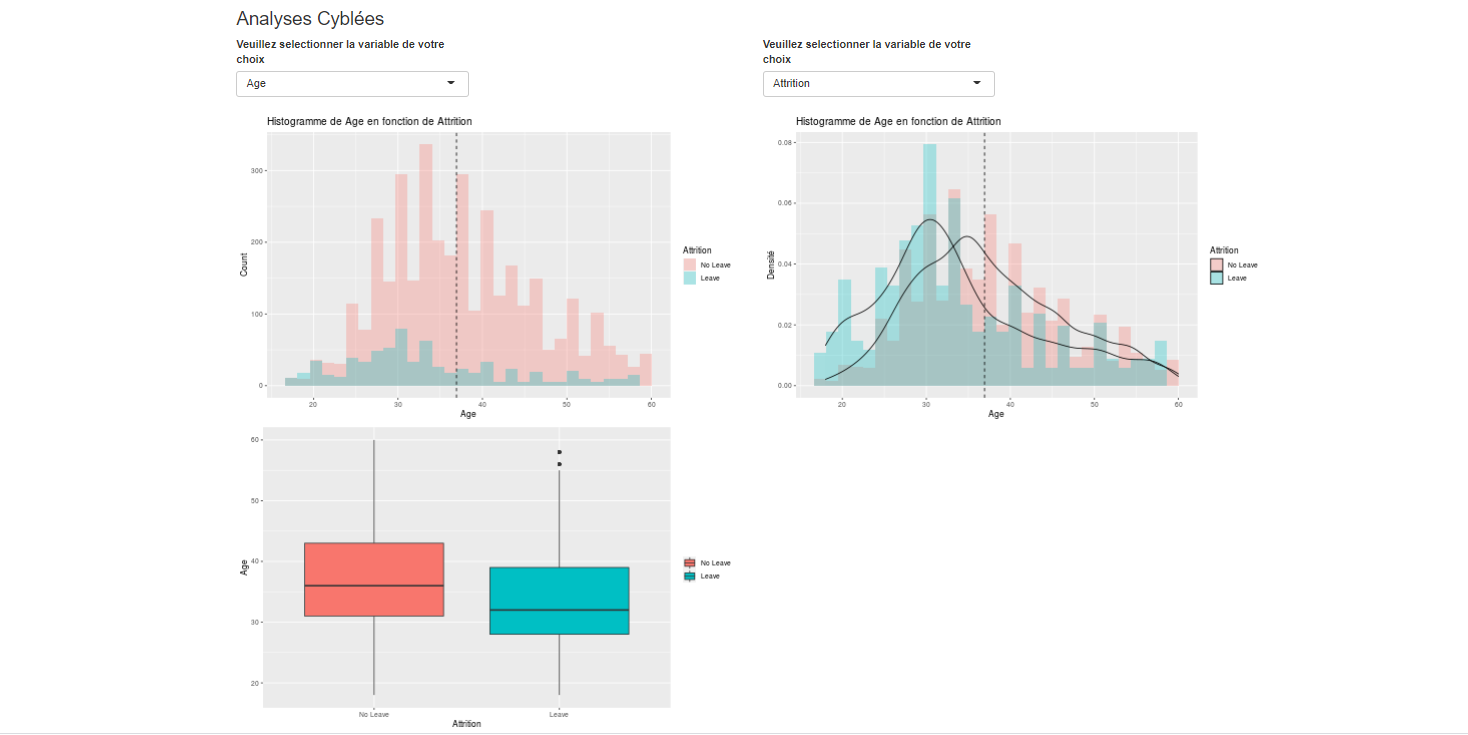 Analyses Cyblées
Veuillez selectionner la variable de votre
choix
Age
Veuillez selectionner la variable de votre
choix
Attrition
Histogramme de Age en fonction de Attrition
300
200
100
0
Count
20 30 40 50 60
Age
Attrition
No Leave
Leave
Histogramme de Age en fonction de Attrition
0.08
0.06
0.04
0.02
0.00
Densité
20 30 40 50 60
Age
Attrition
No Leave
Leave
60
50
40
30
20
Age
No Leave Leave
Attrition
No Leave
Leave